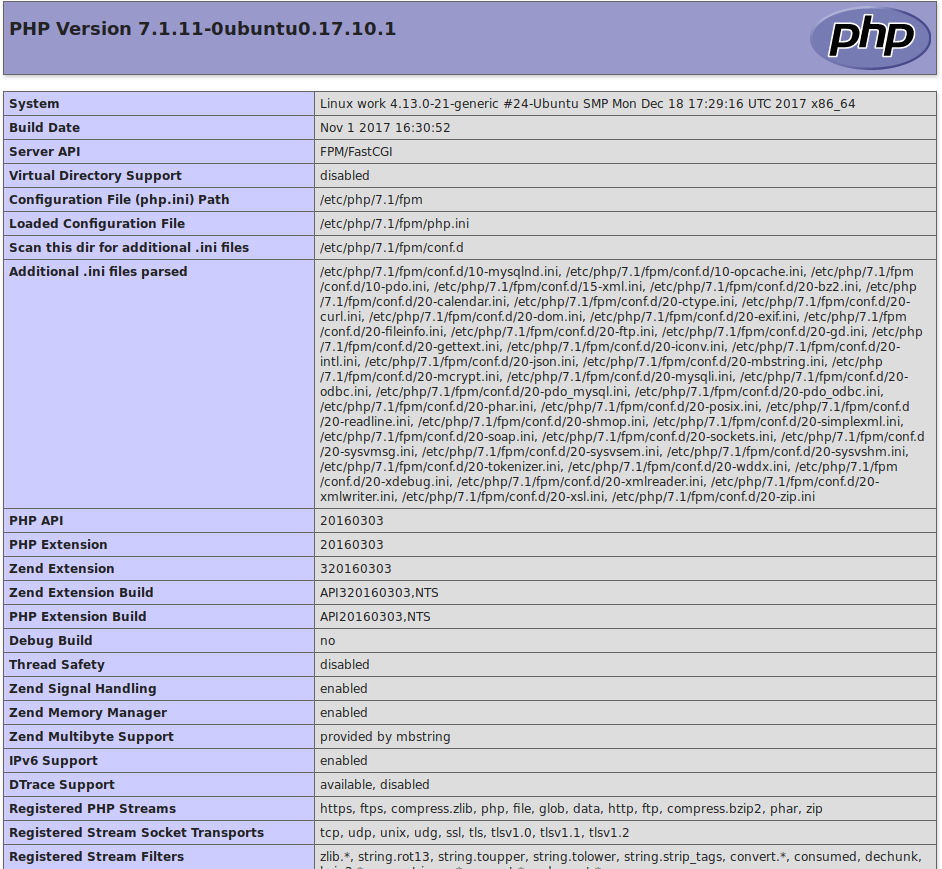 PHP Version 7.1.11-0ubuntu0.17.10.1
php
System Linux work 4.13.0-21-generic #24-Ubuntu SMP Mon Dec 18 17:29:16 UTC 2017 x86_64
Build Date Nov 1 2017 16:30:52
Server API FPM/FastCGI
Virtual Directory Support disabled
Configuration File (php.ini) Path /etc/php/7.1/fpm
Loaded Configuration File /etc/php/7.1/fpm/php.ini
Scan this dir for additional .ini files /etc/php/7.1/fpm/conf.d
Additional .ini files parsed /etc/php/7.1/fpm/conf.d/10-mysqlnd.ini, /etc/php/7.1/fpm/conf.d/10-opcache.ini, /etc/php/7.1/fpm
/conf.d/10-pdo.ini, /etc/php/7.1/fpm/conf.d/15-xml.ini, /etc/php/7.1/fpm/conf.d/20-bz2.ini, /etc/php
/7.1/fpm/conf.d/20-calendar.ini, /etc/php/7.1/fpm/conf.d/20-ctype.ini, /etc/php/7.1/fpm/conf.d/20-
curl.ini, /etc/php/7.1/fpm/conf.d/20-dom.ini, /etc/php/7.1/fpm/conf.d/20-exif.ini, /etc/php/7.1/fpm
/conf.d/20-fileinfo.ini, /etc/php/7.1/fpm/conf.d/20-ftp.ini, /etc/php/7.1/fpm/conf.d/20-gd.ini, /etc/php
/7.1/fpm/conf.d/20-gettext.ini, /etc/php/7.1/fpm/conf.d/20-iconv.ini, /etc/php/7.1/fpm/conf.d/20-
intl.ini, /etc/php/7.1/fpm/conf.d/20-json.ini, /etc/php/7.1/fpm/conf.d/20-mbstring.ini, /etc/php
/7.1/fpm/conf.d/20-mcrypt.ini, /etc/php/7.1/fpm/conf.d/20-mysqli.ini, /etc/php/7.1/fpm/conf.d/20-
odbc.ini, /etc/php/7.1/fpm/conf.d/20-pdo_mysql.ini, /etc/php/7.1/fpm/conf.d/20-pdo_odbc.ini,
/etc/php/7.1/fpm/conf.d/20-phar.ini, /etc/php/7.1/fpm/conf.d/20-posix.ini, /etc/php/7.1/fpm/conf.d
/20-readline.ini, /etc/php/7.1/fpm/conf.d/20-shmop.ini, /etc/php/7.1/fpm/conf.d/20-simplexml.ini,
/etc/php/7.1/fpm/conf.d/20-soap.ini, /etc/php/7.1/fpm/conf.d/20-sockets.ini, /etc/php/7.1/fpm/conf.d
/20-sysvmsg.ini, /etc/php/7.1/fpm/conf.d/20-sysvsem.ini, /etc/php/7.1/fpm/conf.d/20-sysvshm.ini,
/etc/php/7.1/fpm/conf.d/20-tokenizer.ini, /etc/php/7.1/fpm/conf.d/20-wddx.ini, /etc/php/7.1/fpm
/conf.d/20-xdebug.ini, /etc/php/7.1/fpm/conf.d/20-xmlreader.ini, /etc/php/7.1/fpm/conf.d/20-
xmlwriter.ini, /etc/php/7.1/fpm/conf.d/20-xsl.ini, /etc/php/7.1/fpm/conf.d/20-zip.ini
PHP API 20160303
PHP Extension 20160303
Zend Extension 320160303
Zend Extension Build API320160303,NTS
PHP Extension Build API20160303,NTS
Debug Build no
Thread Safety disabled
Zend Signal Handling enabled
Zend Memory Manager enabled
Zend Multibyte Support provided by mbstring
IPv6 Support enabled
DTrace Support available, disabled
Registered PHP Streams https, ftps, compress.zlib, php, file, glob, data, http, ftp, compress.bzip2, phar, zip
Registered Stream Socket Transports tcp, udp, unix, udg, ssl, tls, tlsv1.0, tlsv1.1, tlsv1.2
Registered Stream Filters zlib.*, string.rot13, string.toupper, string.tolower, string.strip_tags, convert.*, consumed, dechunk,